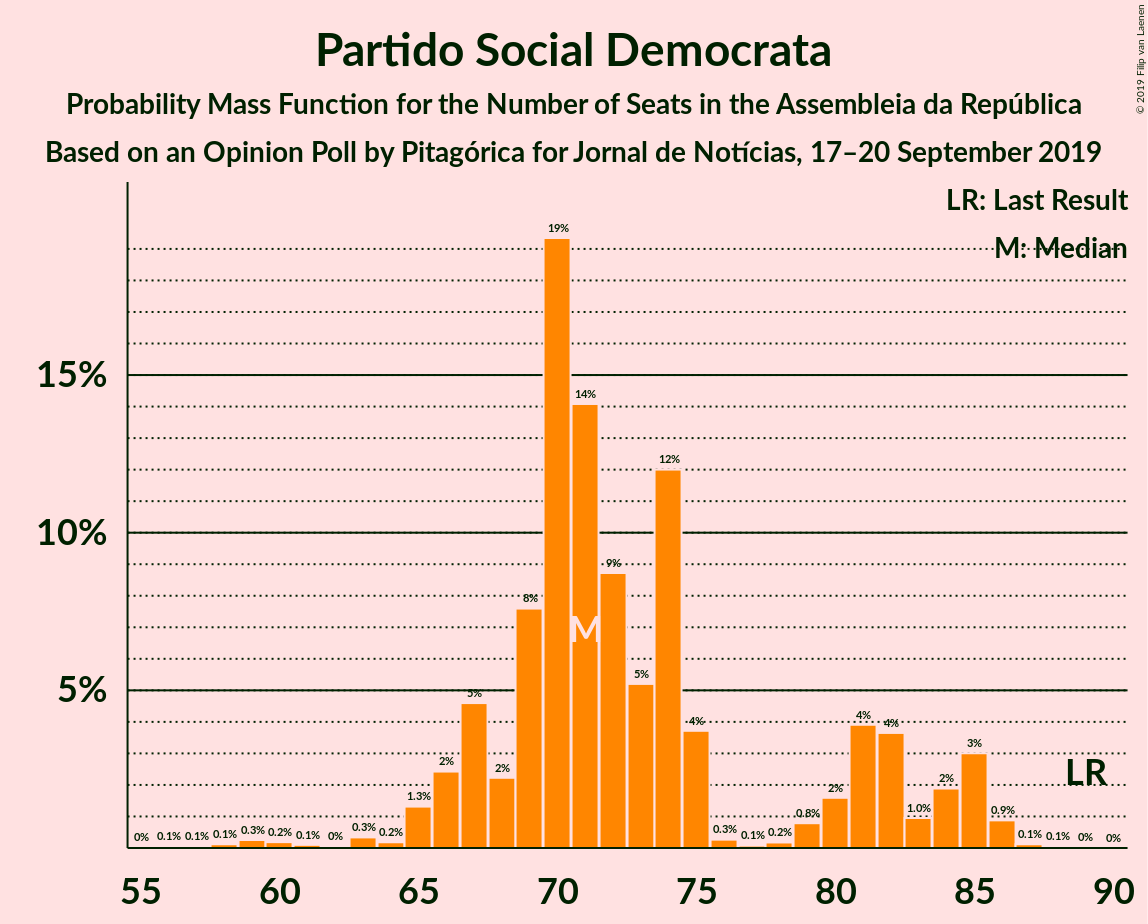 Partido Social Democrata
Probability Mass Function for the Number of Seats in the Assembleia da República
Based on an Opinion Poll by Pitagórica for Jornal de Notícias, 17–20 September 2019
© 2019 Filip van Laenen
LR: Last Result
M: Median
15%
10%
5%
0% 0.1% 0.1% 0.1% 0.3% 0.2% 0.1% 0% 0.3% 0.2% 1.3% 2% 5% 2% 8% 19% 14% 9% 5% 12% 4% 0.3% 0.1% 0.2% 0.8% 2% 4% 4% 1.0% 2% 3% 0.9% 0.1% 0.1% 0% 0%
M
LR
55 60 65 70 75 80 85 90